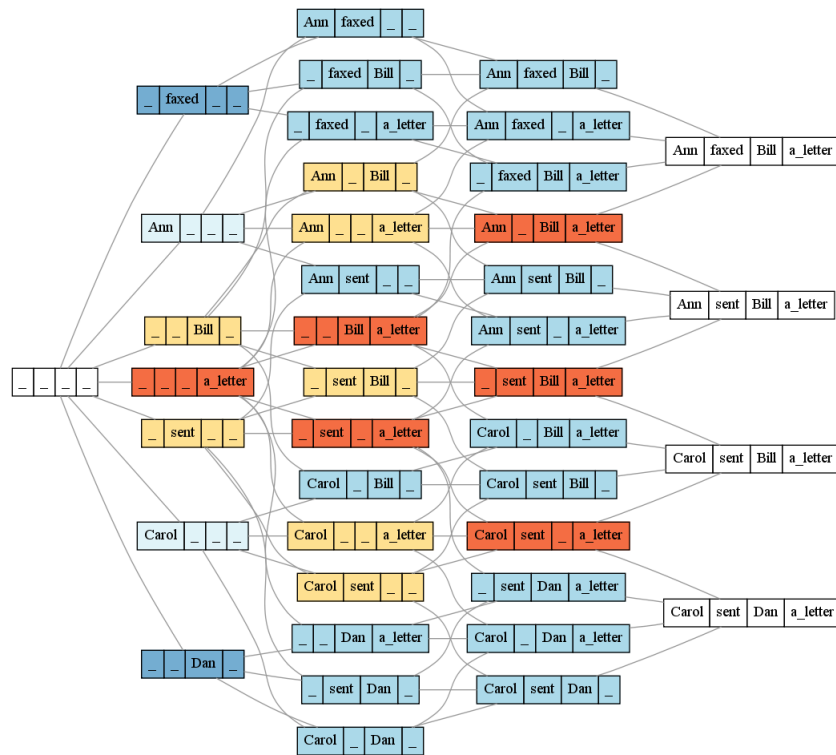 Ann faxed _ _
_ faxed Bill _
Ann faxed Bill _
_ faxed _ _
_ faxed _ a_letter
Ann faxed _ a_letter
Ann faxed Bill a_letter
Ann _ Bill _
_ faxed Bill a_letter
Ann _ _ _
Ann _ _ a_letter
Ann _ Bill a_letter
Ann sent _ _
Ann sent Bill _
Ann sent Bill a_letter
_ _ Bill _
_ _ Bill a_letter
Ann sent _ a_letter
_ _ _ _
_ _ _ a_letter
_ sent Bill _
_ sent Bill a_letter
_ sent _ _
_ sent _ a_letter
Carol _ Bill a_letter
Carol sent Bill a_letter
Carol _ Bill _
Carol sent Bill _
Carol _ _ _
Carol _ _ a_letter
Carol sent _ a_letter
Carol sent _ _
_ sent Dan a_letter
Carol sent Dan a_letter
_ _ Dan a_letter
Carol _ Dan a_letter
_ _ Dan _
_ sent Dan _
Carol sent Dan _
Carol _ Dan _